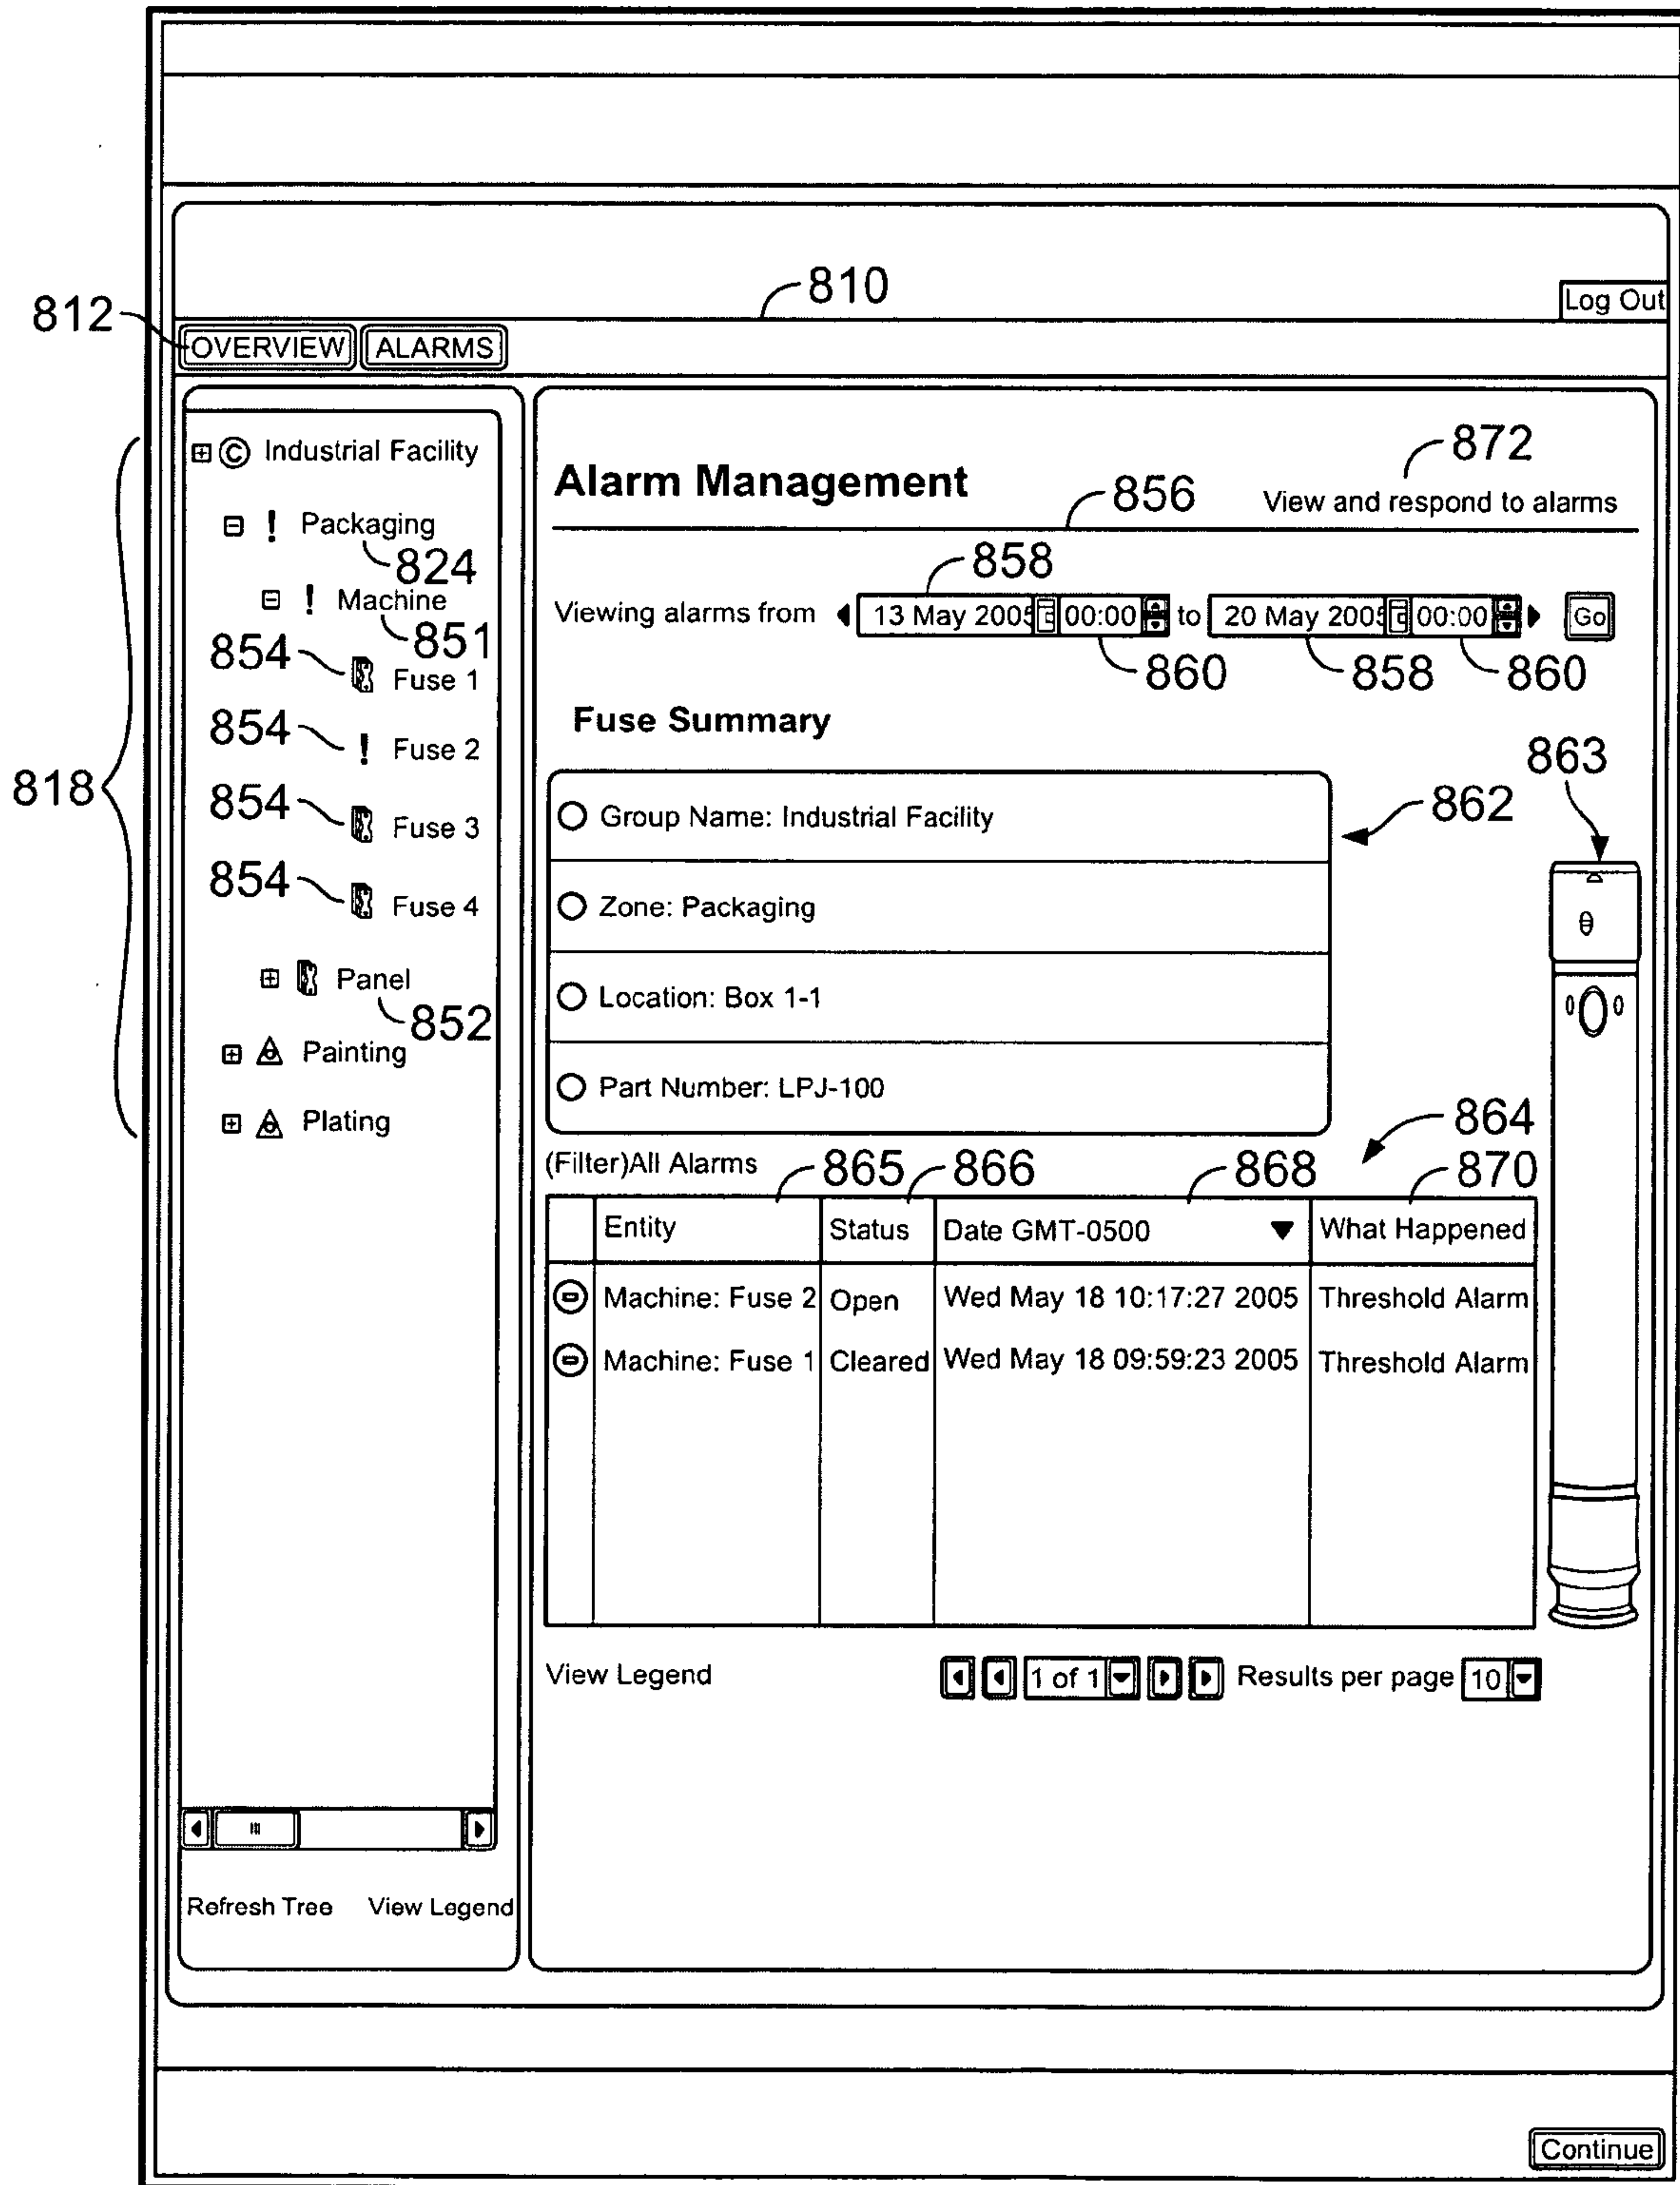 810
Log Out
812
OVERVIEW ALARMS
818
Industrial Facility
! Packaging
824
! Machine
851
854 Fuse 1
854 ! Fuse 2
854 Fuse 3
854 Fuse 4
Panel
852
Painting
Plating
Refresh Tree View Legend
Alarm Management
872
856 View and respond to alarms
858
Viewing alarms from 13 May 2005 00:00 to 20 May 2005 00:00 Go
860 858 860
Fuse Summary
863
862
Group Name: Industrial Facility
Zone: Packaging
Location: Box 1-1
Part Number: LPJ-100
864
(Filter)All Alarms 865 866 868 870
Entity Status Date GMT-0500 What Happened
Machine: Fuse 2 Open Wed May 18 10:17:27 2005 Threshold Alarm
Machine: Fuse 1 Cleared Wed May 18 09:59:23 2005 Threshold Alarm
View Legend 1 of 1 Results per page 10
Continue